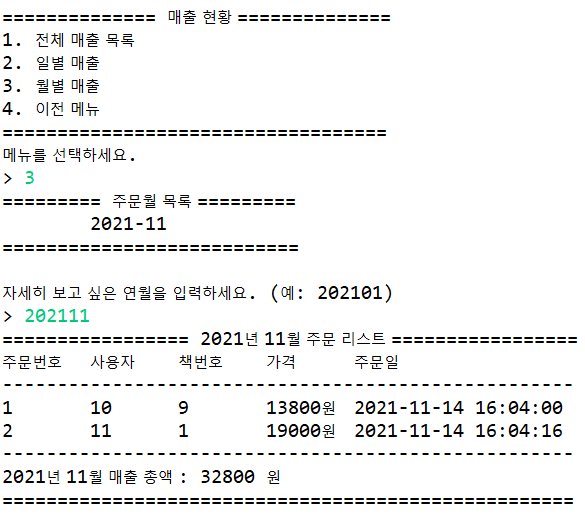 ============== 매출 현황 ==============
1. 전체 매출 목록
2. 일별 매출
3. 월별 매출
4. 이전 메뉴
===================================
메뉴를 선택하세요.
> 3
========= 주문월 목록 =========
2021-11
===========================
자세히 보고 싶은 연월을 입력하세요. (예: 202101)
> 202111
================= 2021년 11월 주문 리스트 =================
주문번호 사용자 책번호 가격 주문일
----------------------------------------------------
1 10 9 13800원 2021-11-14 16:04:00
2 11 1 19000원 2021-11-14 16:04:16
----------------------------------------------------
2021년 11월 매출 총액 : 32800 원
====================================================